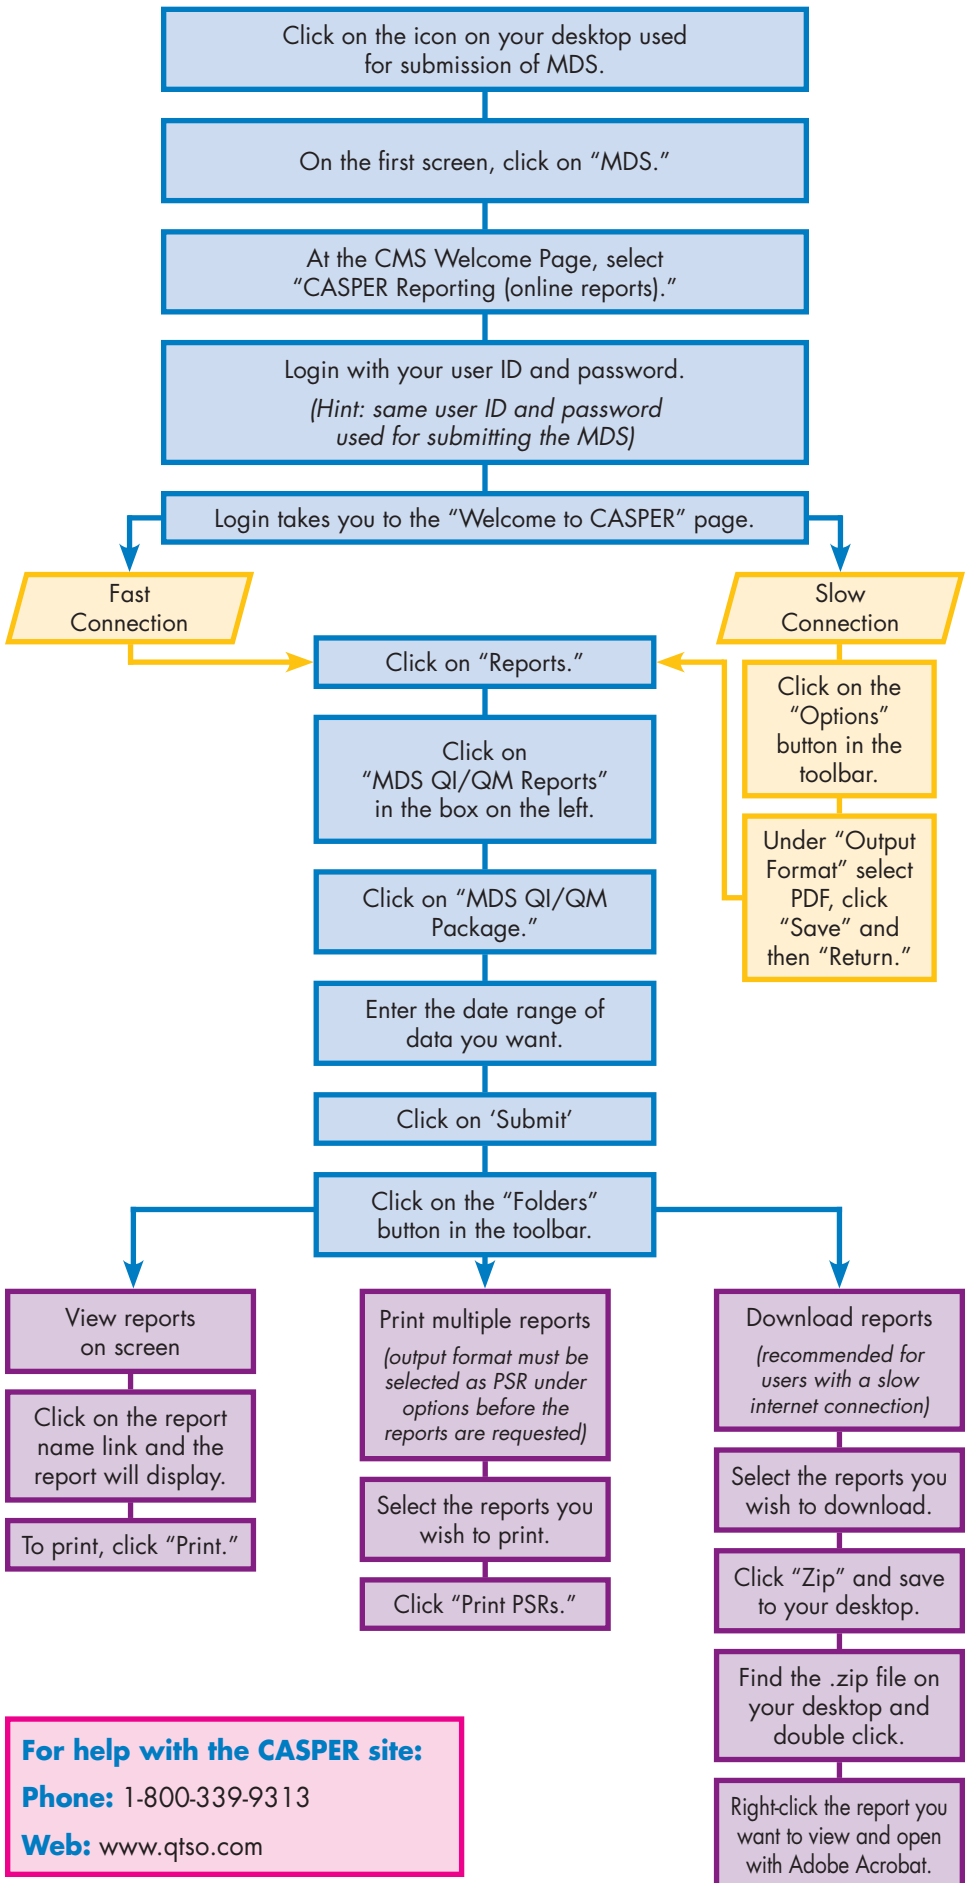 Click on the icon on your desktop used
for submission of MDS.
On the first screen, click on “MDS.”
At the CMS Welcome Page, select
“CASPER Reporting (online reports).”
Login with your user ID and password.
(Hint: same user ID and password
used for submitting the MDS)
Login takes you to the “Welcome to CASPER” page.
Fast
Connection
Slow
Connection
Click on the
“Options”
button in the
toolbar.
Under “Output
Format” select
PDF, click
“Save” and
then “Return.”
Click on “Reports.”
Click on
“MDS QI/QM Reports”
in the box on the left.
Click on “MDS QI/QM
Package.”
Enter the date range of
data you want.
Click on ‘Submit’
Click on the “Folders”
button in the toolbar.
View reports
on screen
Click on the report
name link and the
report will display.
To print, click “Print.”
Print multiple reports
(output format must be
selected as PSR under
options before the
reports are requested)
Select the reports you
wish to print.
Click “Print PSRs.”
Download reports
(recommended for
users with a slow
internet connection)
Select the reports you
wish to download.
Click “Zip” and save
to your desktop.
Find the .zip file on
your desktop and
double click.
Right-click the report you
want to view and open
with Adobe Acrobat.
For help with the CASPER site:
Phone: 1-800-339-9313
Web: www.qtso.com